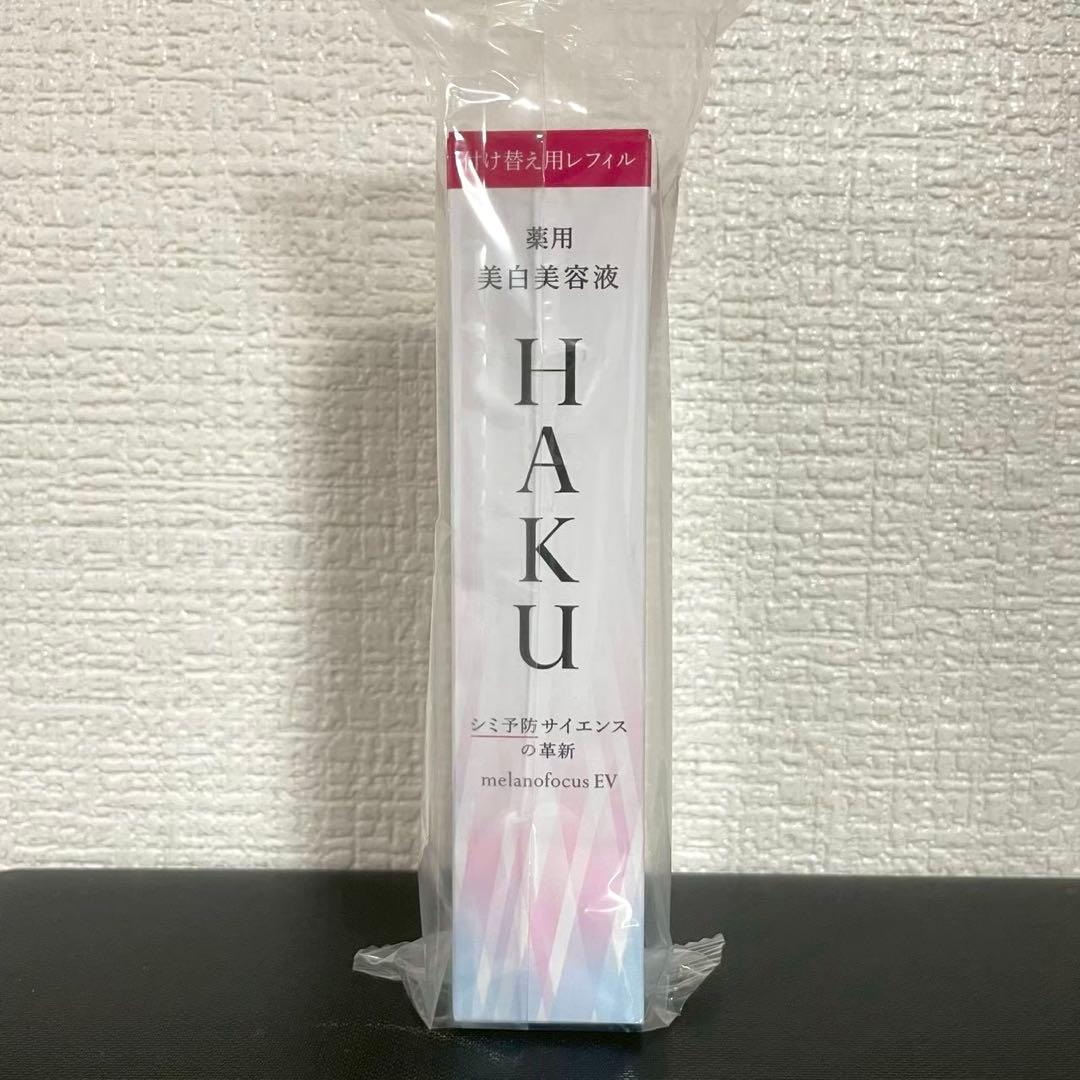 付け替え用レフィル
薬用
美白美容液
HAKU
シミ予防サイエンス
の革新
melanofocus EV